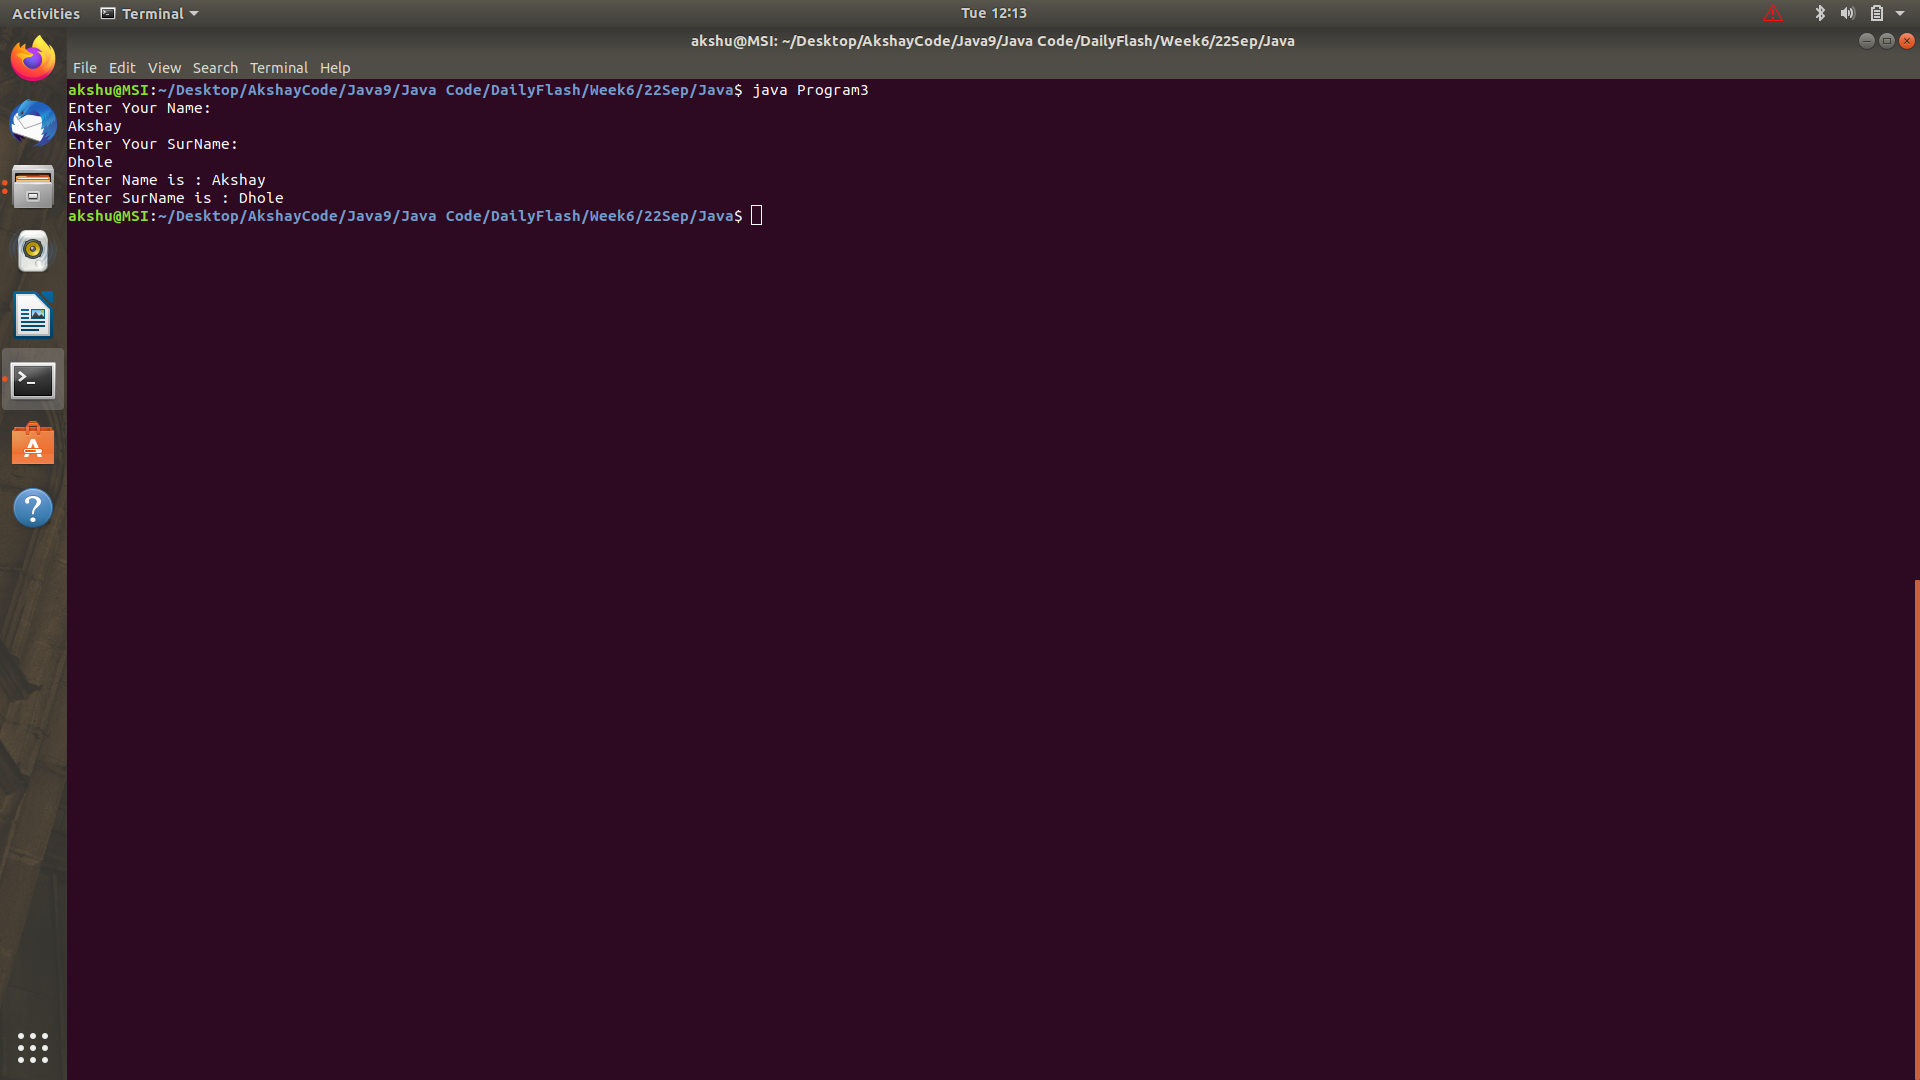 Activities Terminal Tue 12:13
akshu@MSI: ~/Desktop/AkshayCode/Java9/Java Code/DailyFlash/Week6/22Sep/Java
File Edit View Search Terminal Help
akshu@MSI:~/Desktop/AkshayCode/Java9/Java Code/DailyFlash/Week6/22Sep/Java$ java Program3
Enter Your Name:
Akshay
Enter Your SurName:
Dhole
Enter Name is : Akshay
Enter SurName is : Dhole
akshu@MSI:~/Desktop/AkshayCode/Java9/Java Code/DailyFlash/Week6/22Sep/Java$